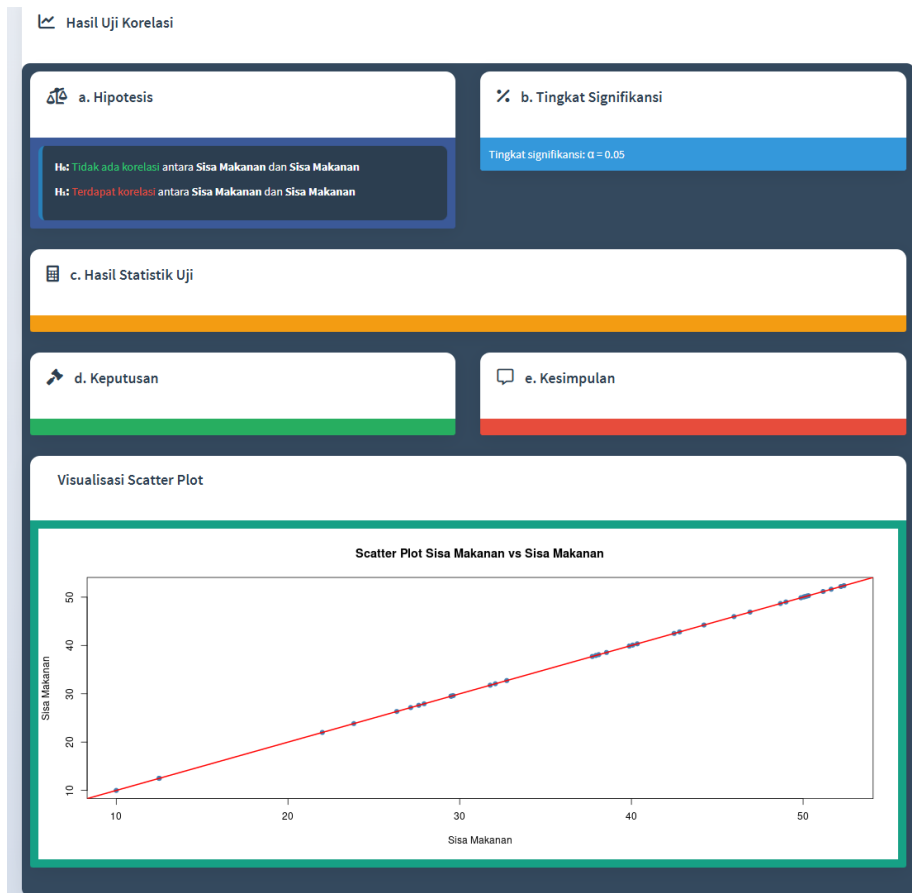 Hasil Uji Korelasi
a. Hipotesis
H₀: Tidak ada korelasi antara Sisa Makanan dan Sisa Makanan
H₁: Terdapat korelasi antara Sisa Makanan dan Sisa Makanan
b. Tingkat Signifikansi
Tingkat signifikansi: α = 0.05
c. Hasil Statistik Uji
d. Keputusan
e. Kesimpulan
Visualisasi Scatter Plot
Scatter Plot Sisa Makanan vs Sisa Makanan
Sisa Makanan
50
40
30
20
10
10 20 30 40 50
Sisa Makanan